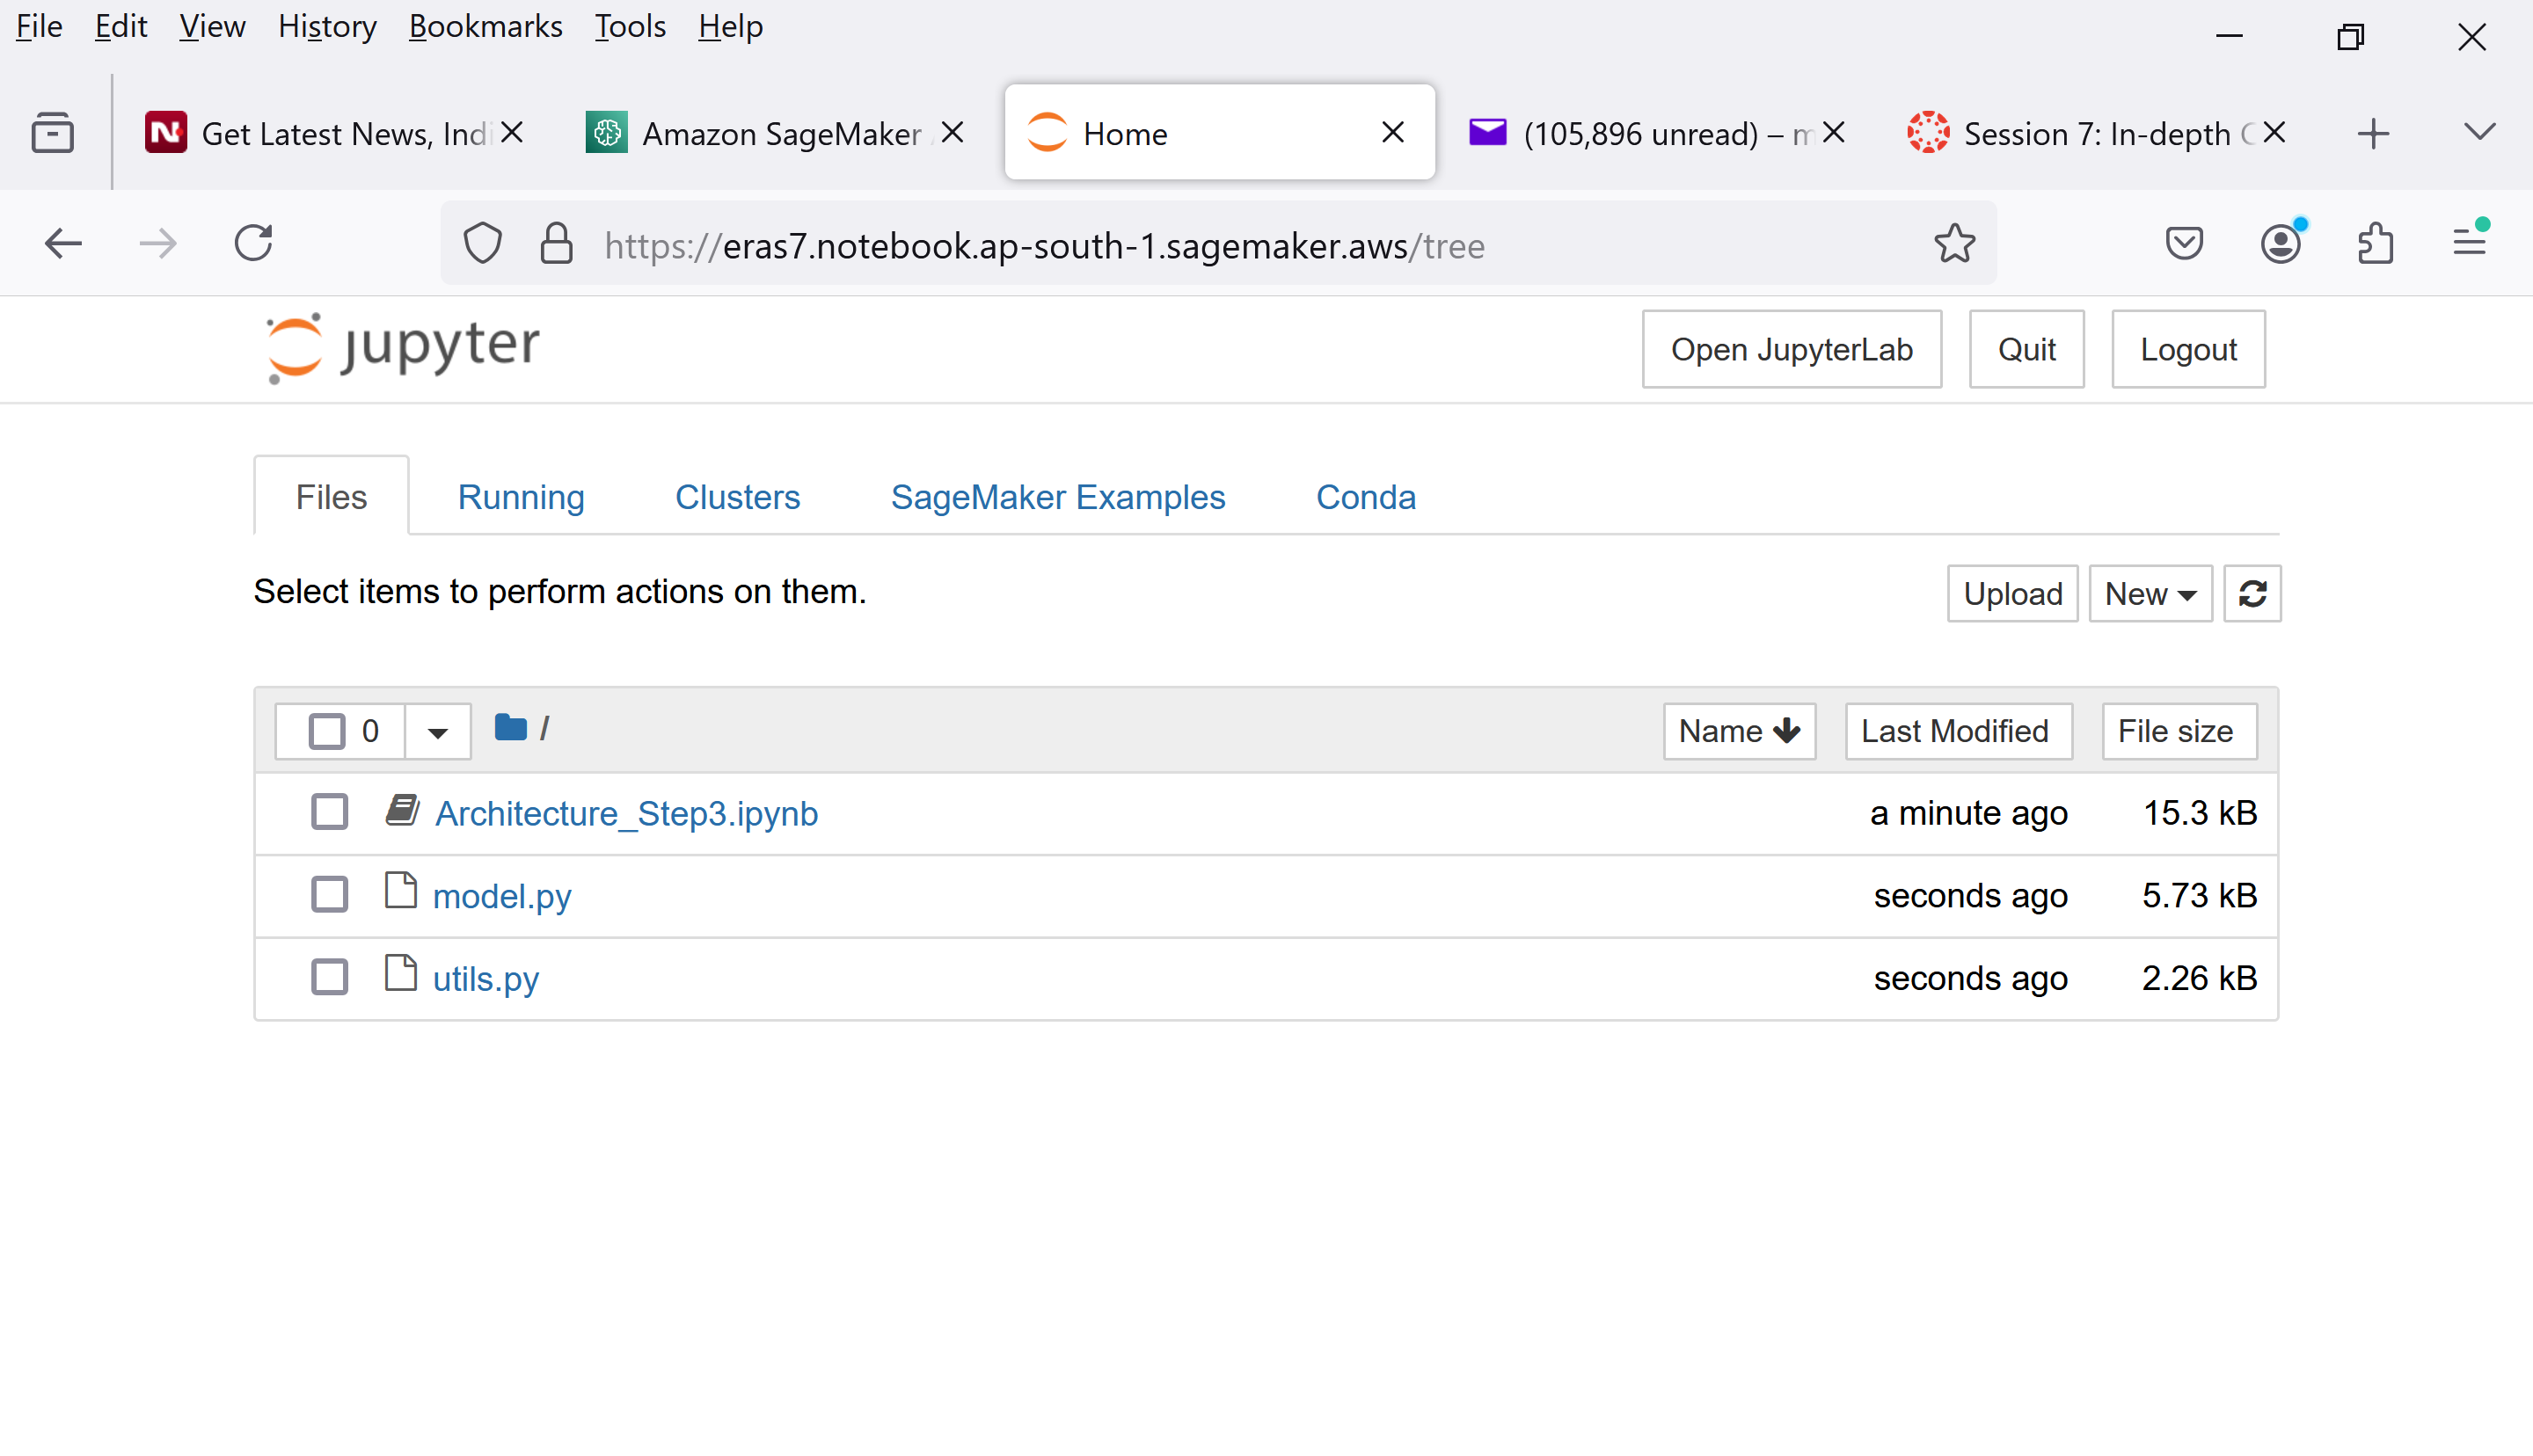 File Edit View History Bookmarks Tools Help
Get Latest News, Indi Amazon SageMaker Home (105,896 unread) – m Session 7: In-depth C
https://eras7.notebook.ap-south-1.sagemaker.aws/tree
jupyter Open JupyterLab Quit Logout
Files Running Clusters SageMaker Examples Conda
Select items to perform actions on them. Upload New
0 / Name Last Modified File size
Architecture_Step3.ipynb a minute ago 15.3 kB
model.py seconds ago 5.73 kB
utils.py seconds ago 2.26 kB